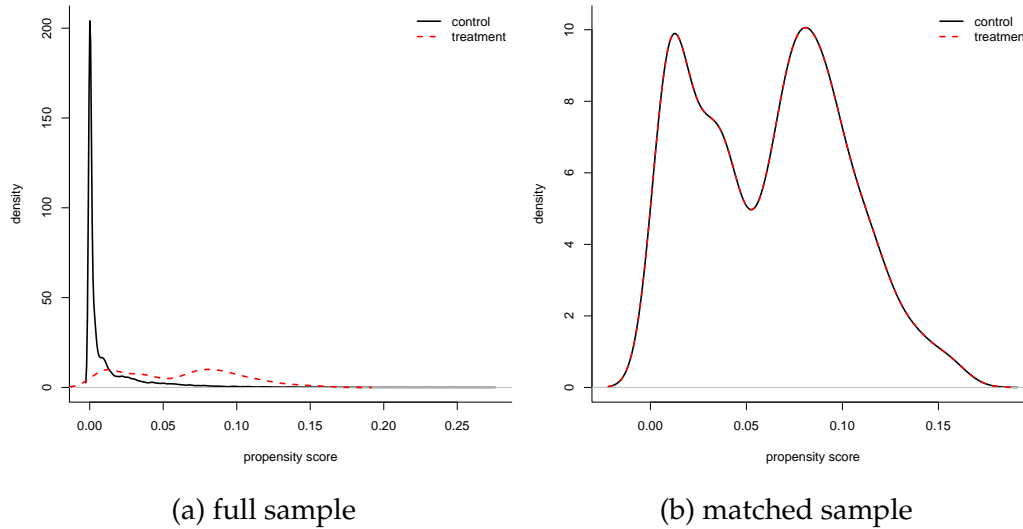 control
treatment
density
0
50
100
150
200
0.00 0.05 0.10 0.15 0.20 0.25
propensity score
(a) full sample
control
treatment
density
0
2
4
6
8
10
0.00 0.05 0.10 0.15
propensity score
(b) matched sample